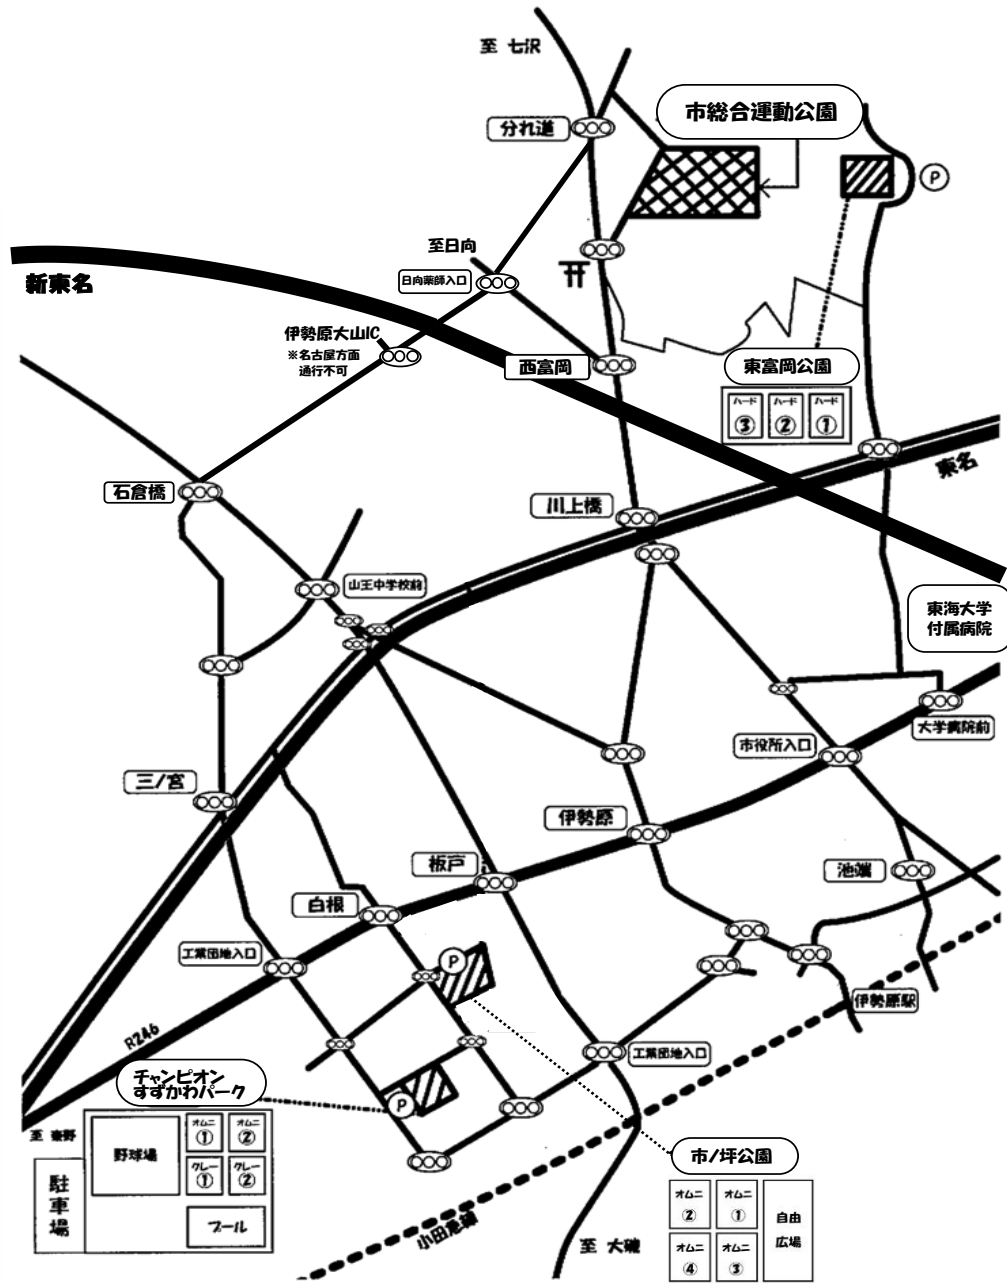 至 七沢
市総合運動公園
分れ道
P
至日向
日向薬師入口
新東名
伊勢原大山IC
※名古屋方面
通行不可
西富岡
東富岡公園
ハード
③
ハード
②
ハード
①
東名
石倉橋
川上橋
山王中学校前
東海大学
付属病院
大学病院前
市役所入口
三ノ宮
伊勢原
板戸
池端
白根
工業団地入口
P
伊勢原駅
R246
工業団地入口
チャンピオン
すずかわパーク
P
至 秦野
野球場
オムニ
①
オムニ
②
クレー
①
クレー
②
駐車場
プール
市ノ坪公園
オムニ
②
オムニ
①
自由
広場
オムニ
④
オムニ
③
小田急線
至 大磯